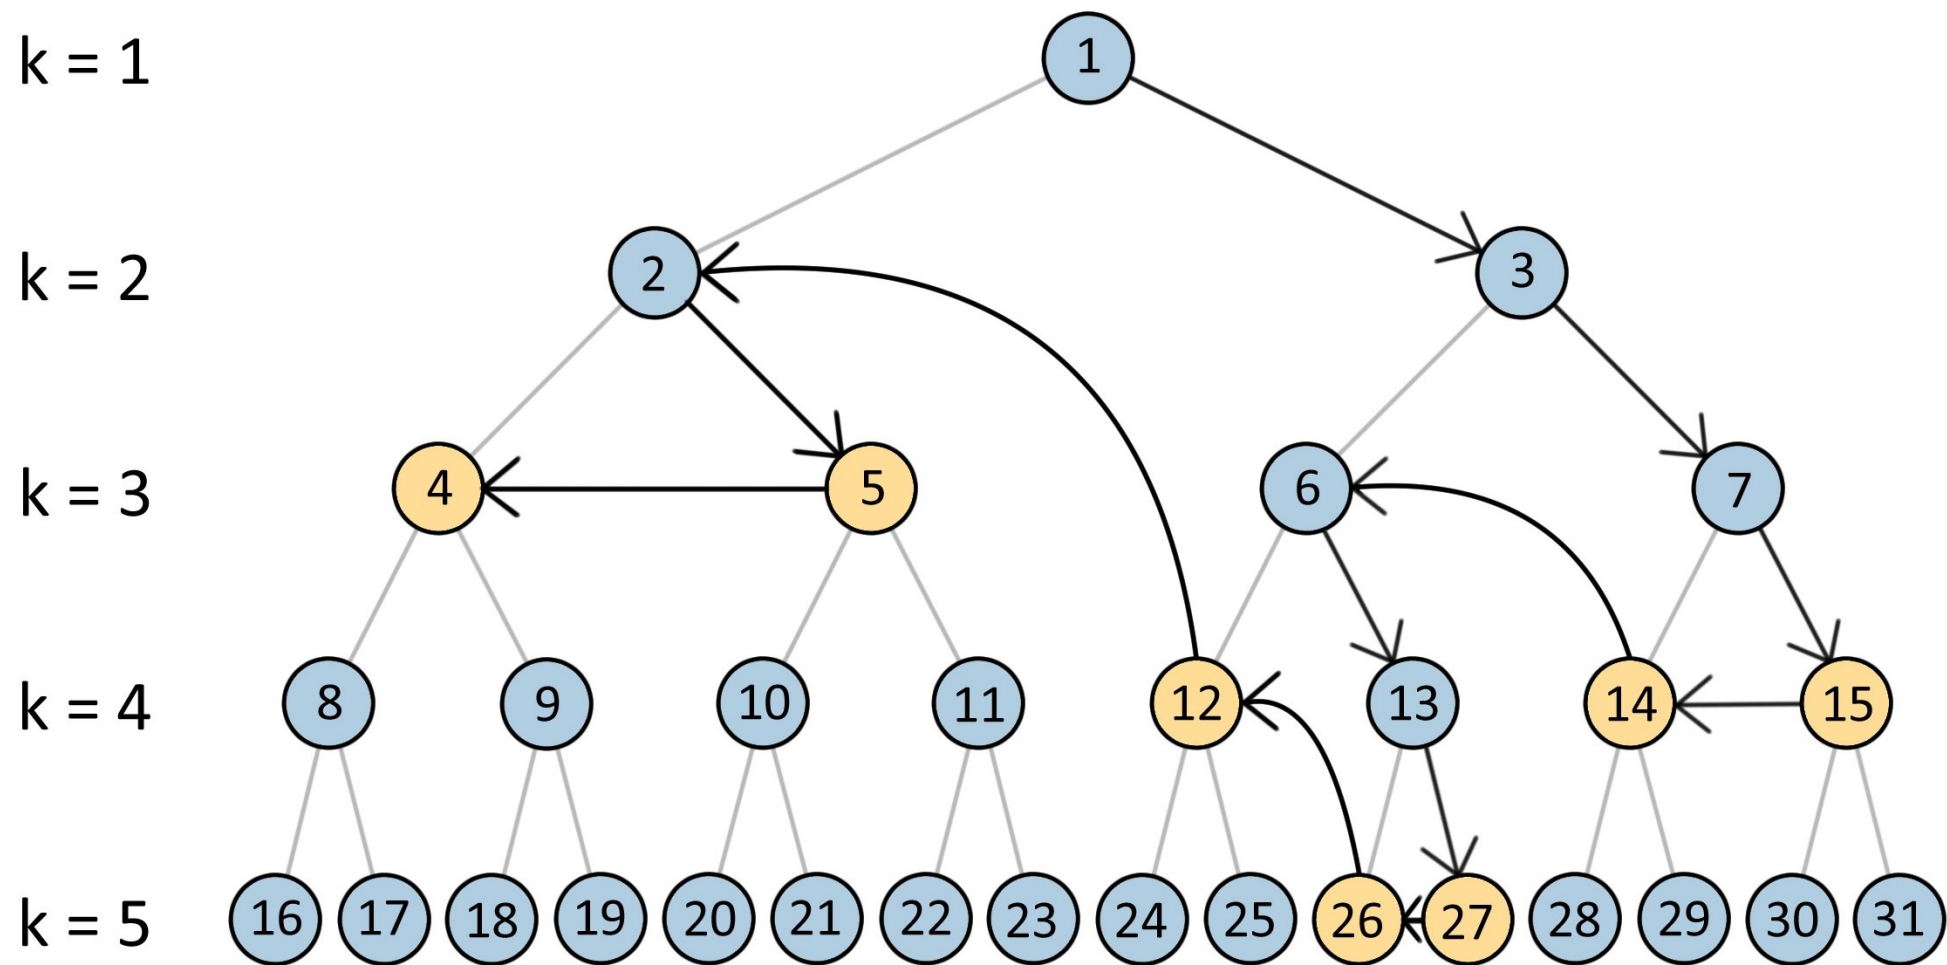 k = 1
1
k = 2
2 3
k = 3
4 5 6 7
k = 4
8 9 10 11 12 13 14 15
k = 5
16 17 18 19 20 21 22 23 24 25 26 27 28 29 30 31